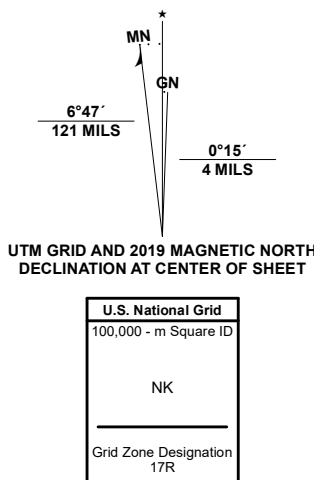 ★
MN
GN
6°47´
121 MILS
0°15´
4 MILS
UTM GRID AND 2019 MAGNETIC NORTH
DECLINATION AT CENTER OF SHEET
U.S. National Grid
100,000 - m Square ID
NK
Grid Zone Designation
17R